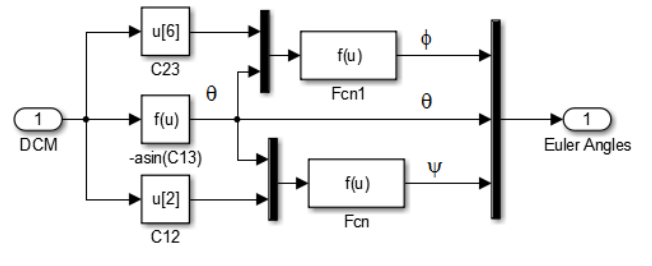 u[6]
C23
f(u)
Fcn1
ϕ
1
DCM
f(u)
-asin(C13)
θ
θ
1
Euler Angles
u[2]
C12
f(u)
Fcn
ψ